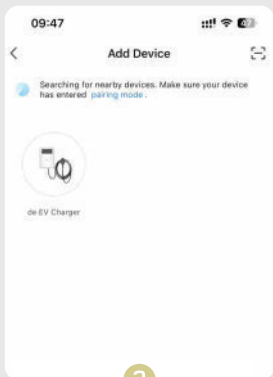 09:47
Add Device
Searching for nearby devices. Make sure your device
has entered pairing mode.
de EV Charger